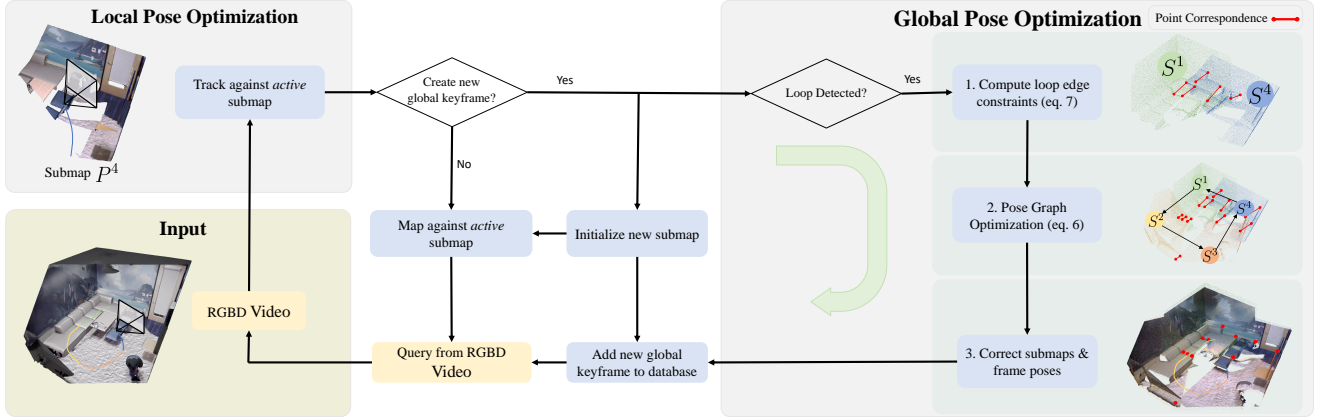 Local Pose Optimization
Track against active
submap
Submap P^4
Input
RGBD Video
Create new
global keyframe?
Yes
No
Map against active
submap
Initialize new submap
Query from RGBD
Video
Add new global
keyframe to database
Global Pose Optimization
Point Correspondence
Loop Detected?
Yes
1. Compute loop edge
constraints (eq. 7)
S^1
S^4
2. Pose Graph
Optimization (eq. 6)
S^1
S^4
S^2
S^3
3. Correct submaps &
frame poses